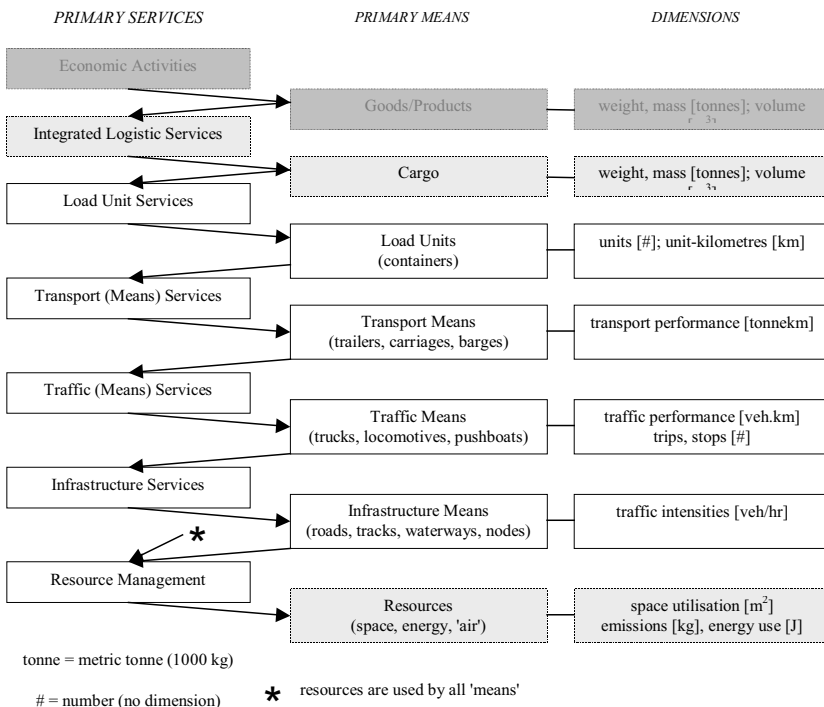 PRIMARY SERVICES
PRIMARY MEANS
DIMENSIONS
Economic Activities
Goods/Products
weight, mass [tonnes]; volume
Integrated Logistic Services
Cargo
weight, mass [tonnes]; volume
Load Unit Services
Load Units
(containers)
units [#]; unit-kilometres [km]
Transport (Means) Services
Transport Means
(trailers, carriages, barges)
transport performance [tonnekm]
Traffic (Means) Services
Traffic Means
(trucks, locomotives, pushboats)
traffic performance [veh.km]
trips, stops [#]
Infrastructure Services
Infrastructure Means
(roads, tracks, waterways, nodes)
traffic intensities [veh/hr]
*
Resource Management
Resources
(space, energy, 'air')
space utilisation [m²]
emissions [kg], energy use [J]
tonne = metric tonne (1000 kg)
# = number (no dimension)
* resources are used by all 'means'